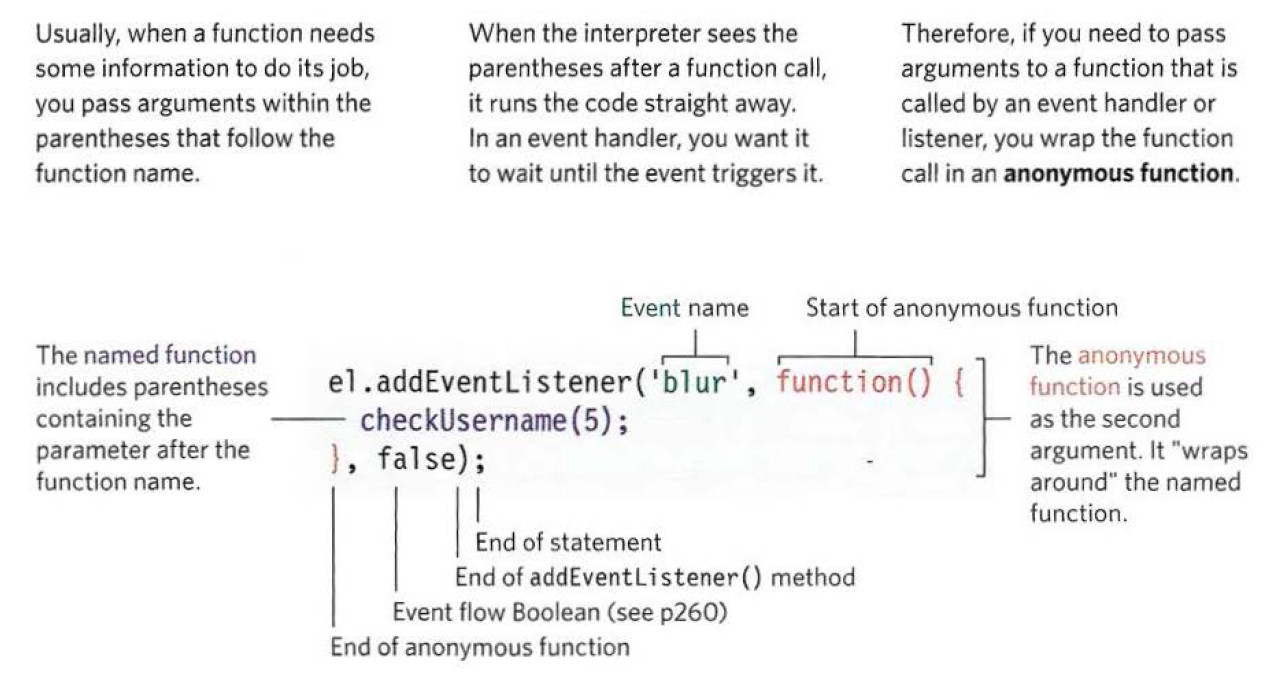 Usually, when a function needs
some information to do its job,
you pass arguments within the
parentheses that follow the
function name.
When the interpreter sees the
parentheses after a function call,
it runs the code straight away.
In an event handler, you want it
to wait until the event triggers it.
Therefore, if you need to pass
arguments to a function that is
called by an event handler or
listener, you wrap the function
call in an anonymous function.
Event name
Start of anonymous function
The named function
includes parentheses
containing the
parameter after the
function name.
el.addEventListener('blur', function() {
checkUsername(5);
}, false);
The anonymous
function is used
as the second
argument. It "wraps
around" the named
function.
End of statement
End of addEventListener() method
Event flow Boolean (see p260)
End of anonymous function